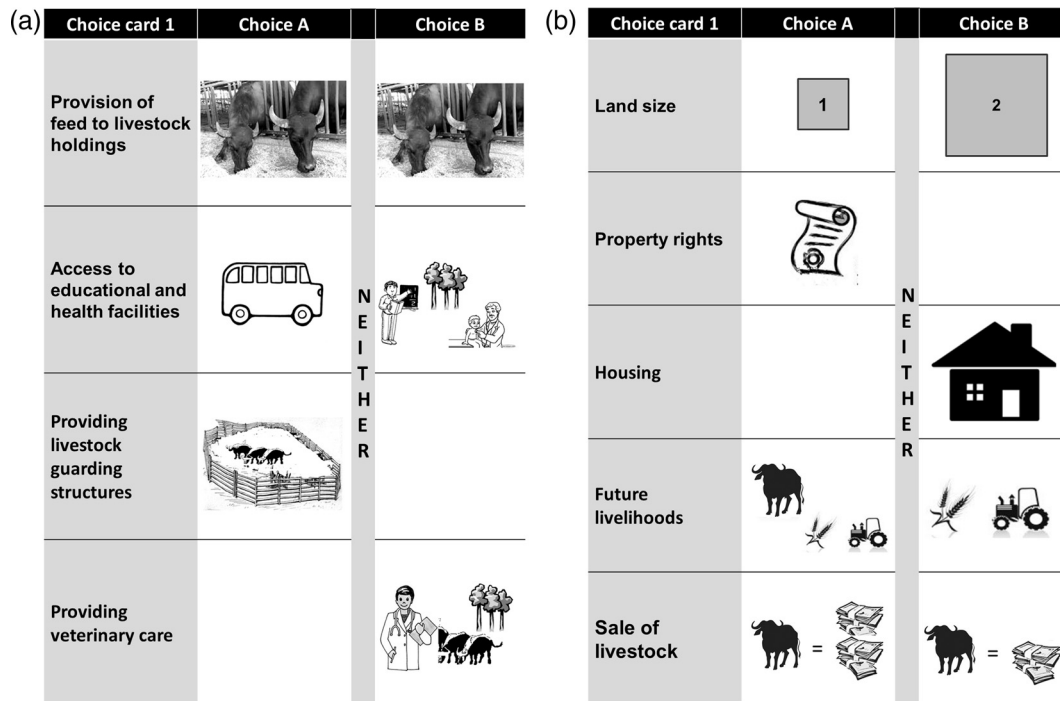 (a)
Choice card 1 Choice A Choice B
Provision of
feed to livestock
holdings
Access to
educational and
health facilities
Providing
livestock
guarding
structures
Providing
veterinary care
NEITHER
(b)
Choice card 1 Choice A Choice B
Land size
1
2
Property rights
Housing
Future
livelihoods
Sale of
livestock
=
=
NEITHER